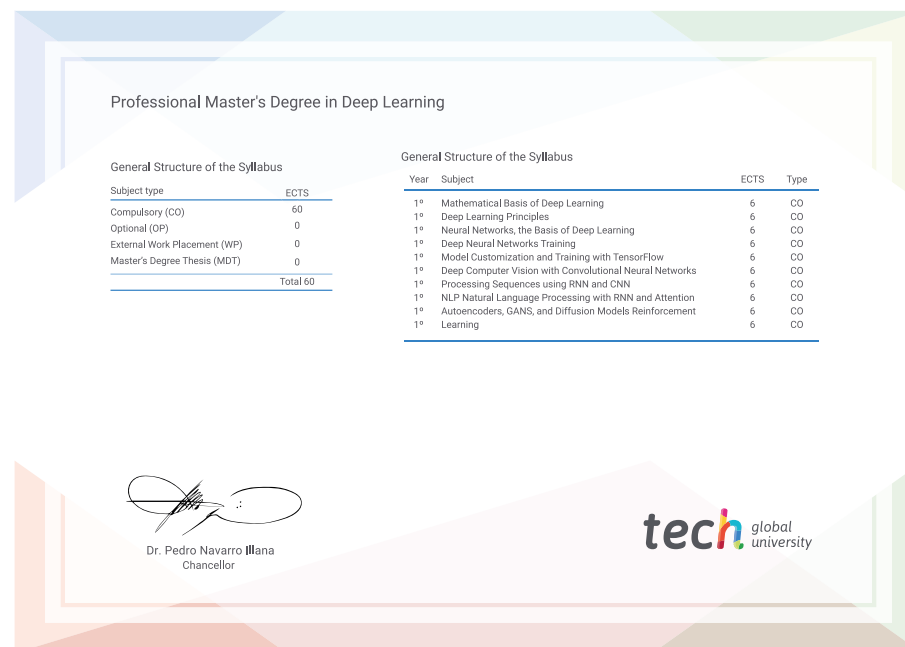 Professional Master's Degree in Deep Learning
General Structure of the Syllabus
Subject type ECTS
Compulsory (CO) 60
Optional (OP) 0
External Work Placement (WP) 0
Master's Degree Thesis (MDT) 0
Total 60
General Structure of the Syllabus
Year Subject ECTS Type
1º Mathematical Basis of Deep Learning 6 CO
1º Deep Learning Principles 6 CO
1º Neural Networks, the Basis of Deep Learning 6 CO
1º Deep Neural Networks Training 6 CO
1º Model Customization and Training with TensorFlow 6 CO
1º Deep Computer Vision with Convolutional Neural Networks 6 CO
1º Processing Sequences using RNN and CNN 6 CO
1º NLP Natural Language Processing with RNN and Attention 6 CO
1º Autoencoders, GANS, and Diffusion Models Reinforcement 6 CO
1º Learning 6 CO
Dr. Pedro Navarro Illana
Chancellor
tech global
university